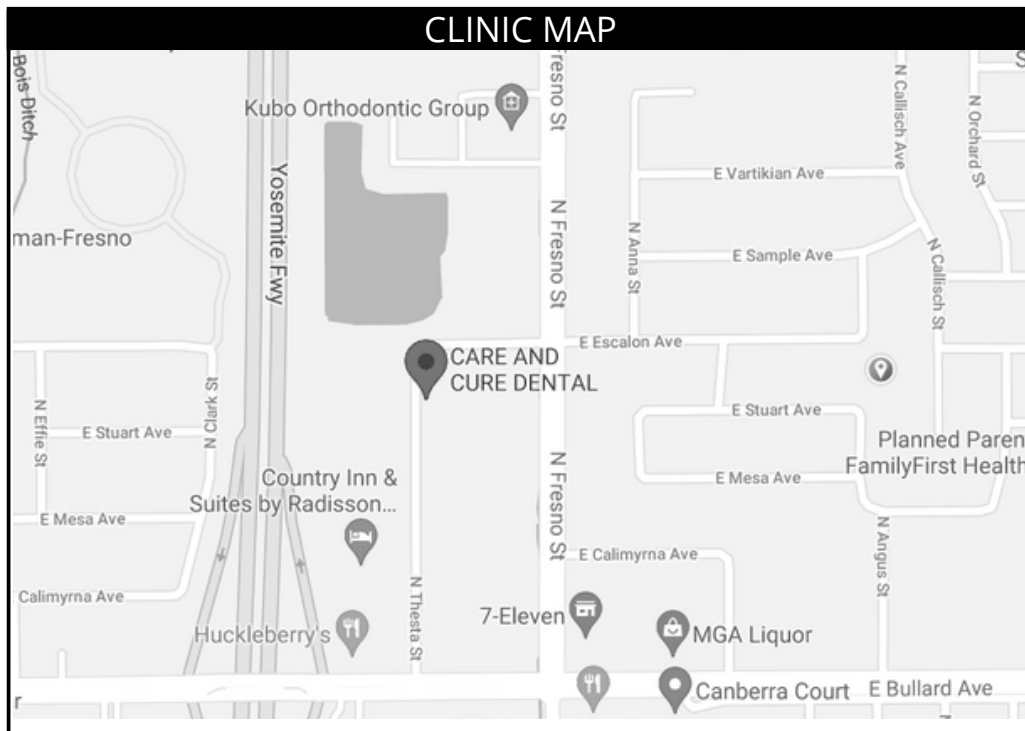 CLINIC MAP
Bois Ditch
Kubo Orthodontic Group
Fresno St
N Callisch Ave
N Orchard St
S
E Vartikian Ave
Yosemite Fwy
N Fresno St
N Anna St
man-Fresno
E Sample Ave
N Callisch St
E Escalon Ave
CARE AND
CURE DENTAL
N Effie St
N Clark St
E Stuart Ave
E Stuart Ave
Planned Paren
FamilyFirst Health
Country Inn &
Suites by Radisson...
N Fresno St
E Mesa Ave
E Mesa Ave
N Angus St
E Calimyrna Ave
Calimyrna Ave
N Thesta St
7-Eleven
Huckleberry's
MGA Liquor
Canberra Court
E Bullard Ave
r